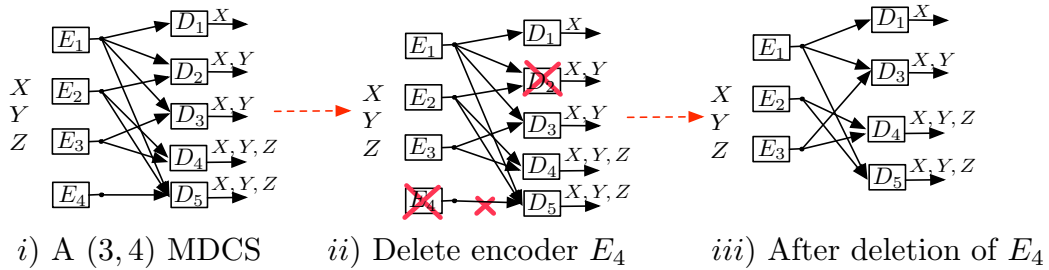 X
Y
Z
E1
E2
E3
E4
D1
X
D2
X, Y
D3
X, Y
D4
X, Y, Z
D5
X, Y, Z
i) A (3, 4) MDCS
X
Y
Z
E1
E2
E3
E4
D1
X
D2
X, Y
D3
X, Y
D4
X, Y, Z
D5
X, Y, Z
ii) Delete encoder E4
X
Y
Z
E1
E2
E3
D1
X
D3
X, Y
D4
X, Y, Z
D5
X, Y, Z
iii) After deletion of E4